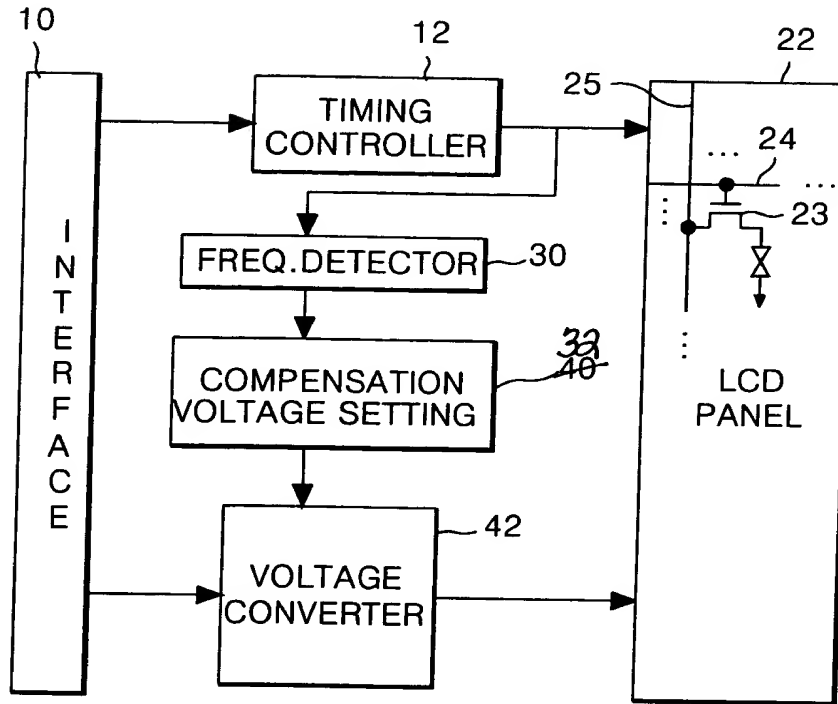 10
12
22
25
TIMING
CONTROLLER
...
24
...
23
INTERFACE
FREQ.DETECTOR
30
32
40
COMPENSATION
VOLTAGE SETTING
LCD
PANEL
42
VOLTAGE
CONVERTER